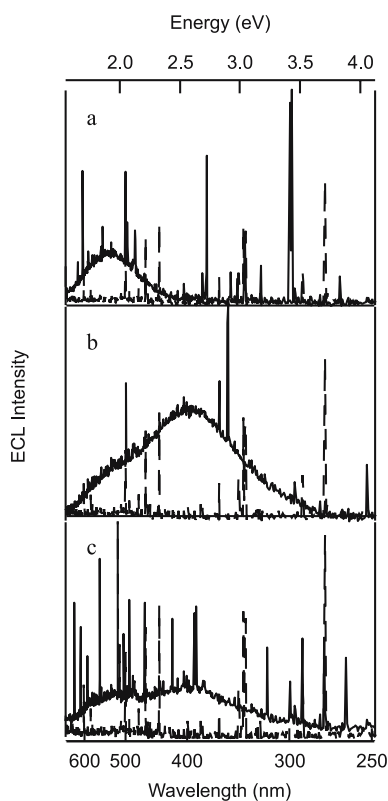 Energy (eV)
2.0 2.5 3.0 3.5 4.0
a
b
c
ECL Intensity
600 500 400 300 250
Wavelength (nm)